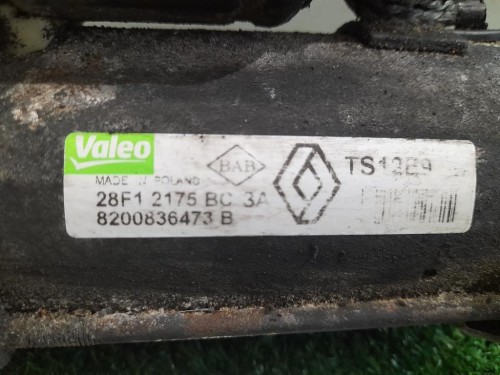 Valeo
BAB
TS12E9
MADE IN POLAND
28F1 2175 BC 3A
8200836473 B